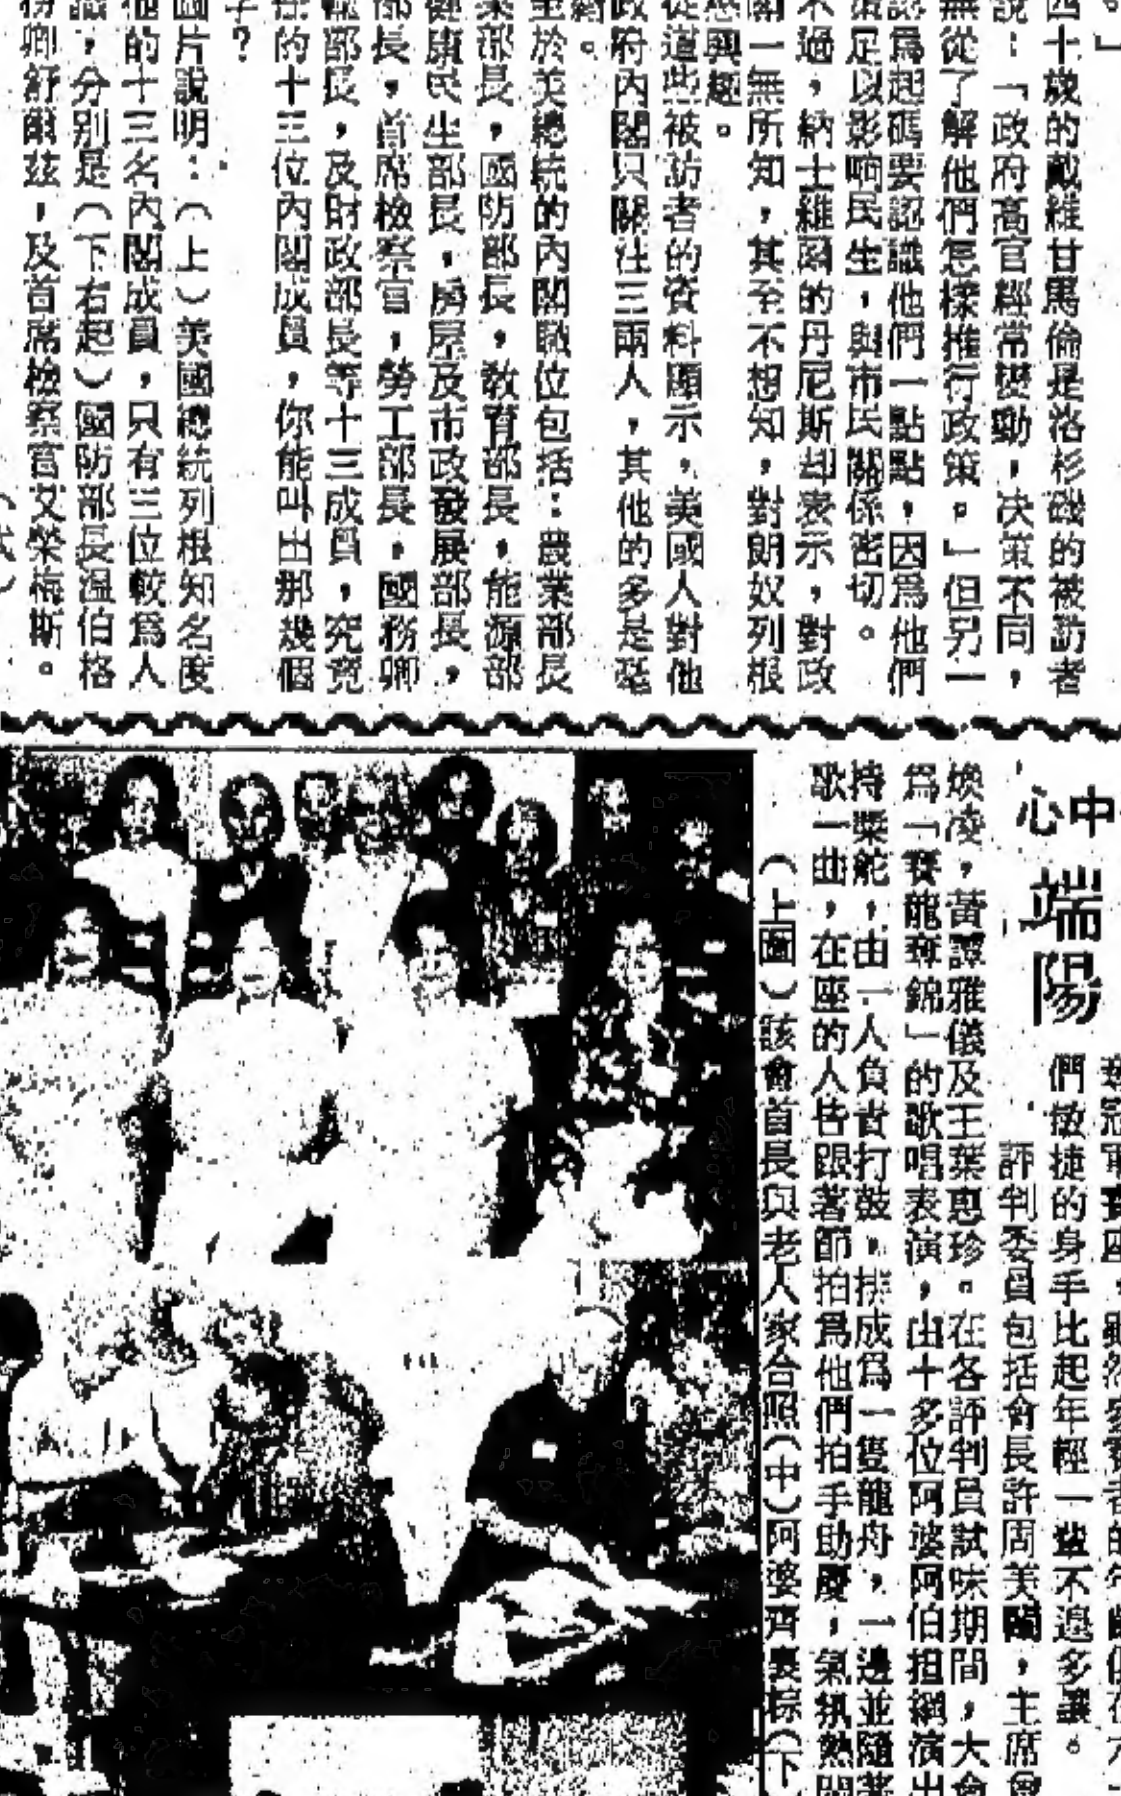 。」
四十歲的戴維甘馬倫是洛杉磯的被訪者
說：「政府高官經常變動，決策不同，
無從了解他們怎樣推行政策。」但另一
認爲起碼要認識他們一點點，因爲他們
策足以影响民生，與市民關係密切。
不過，納士維爾的丹尼斯却表示，對政
閣一無所知，其至不想知，對朗奴列根
感興趣。
從這些被訪者的資料顯示，美國人對他
政府內閣只關注三兩人，其他的多是毫
至於美總統的內閣職位包括：農業部長
業部長，國防部長，教育部長，能源部
健康民生部長，房屋及市政發展部長，
部長，首席檢察官，勞工部長，國務卿
部長，及財政部長等十三成員，究竟
的十三位內閣成員，你能叫出那幾個
字？
圖片說明：（上）美國總統列根知名度
他的十三名內閣成員，只有三位較爲人
識，分別是（下右起）國防部長溫伯格
務卿舒爾茲，及首席檢察官艾榮梅斯。
中心
端陽
們敏捷的身手比起年輕一輩不遑多讓。
評判委員包括會長許周美蘭，主席曾
煥凌，黃譚雅儀及王葉惠珍。在各評判員試味期間，大會
爲「賽龍奪錦」的歌唱表演，由十多位阿婆阿伯担綱演出
持槳舵，由一人負責打鼓，排成爲一隻龍舟，一邊並隨著
歌一曲，在座的人皆跟著節拍爲他們拍手助慶，氣氛熱鬧
（上圖）該會首長與老人家合照（中）阿婆齊裹粽（下